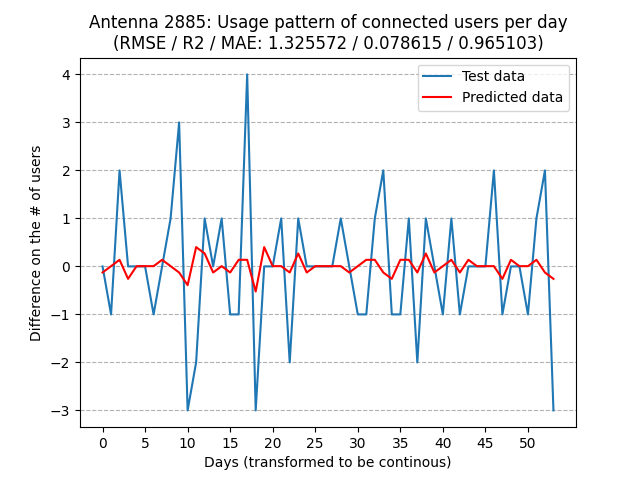 Antenna 2885: Usage pattern of connected users per day
(RMSE / R2 / MAE: 1.325572 / 0.078615 / 0.965103)
Test data
Predicted data
Difference on the # of users
4
3
2
1
0
−1
−2
−3
0 5 10 15 20 25 30 35 40 45 50
Days (transformed to be continous)